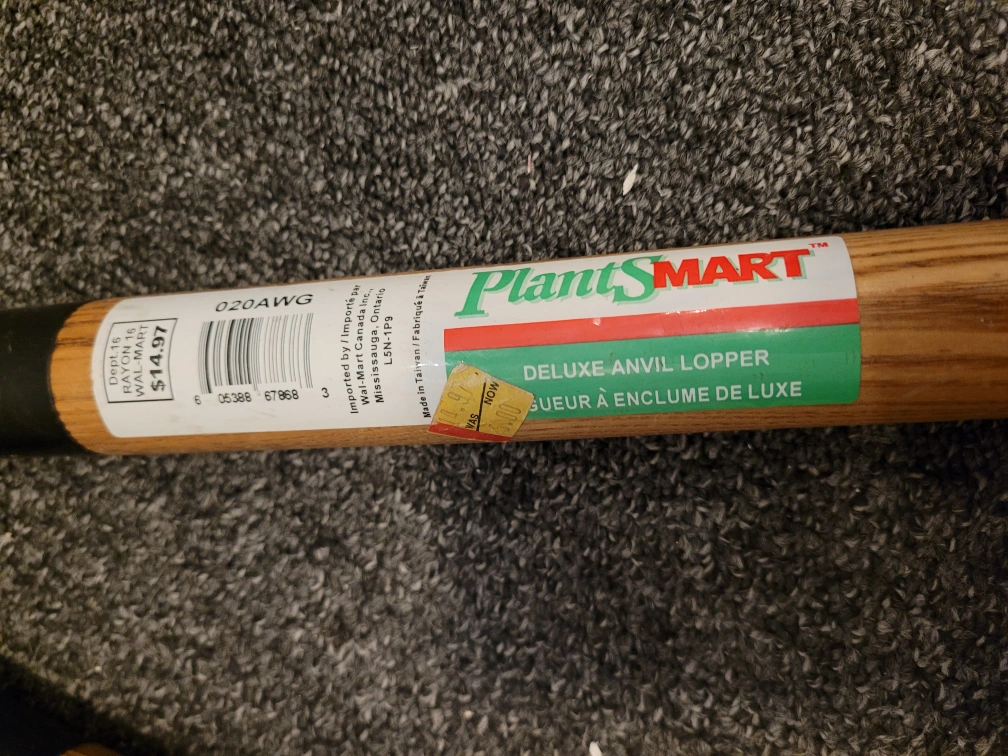 020AWG
Dept.16
RAYON 16
WAL-MART
$14.97
6 05388 67868 3
Imported by / Importé par
Wal-Mart Canada Inc.,
Mississauga, Ontario
L5N-1P9
Made in Taiwan / Fabriqué à Taiwan
PlantSMART™
DELUXE ANVIL LOPPER
À ENCLUME DE LUXE
WAS
NOW